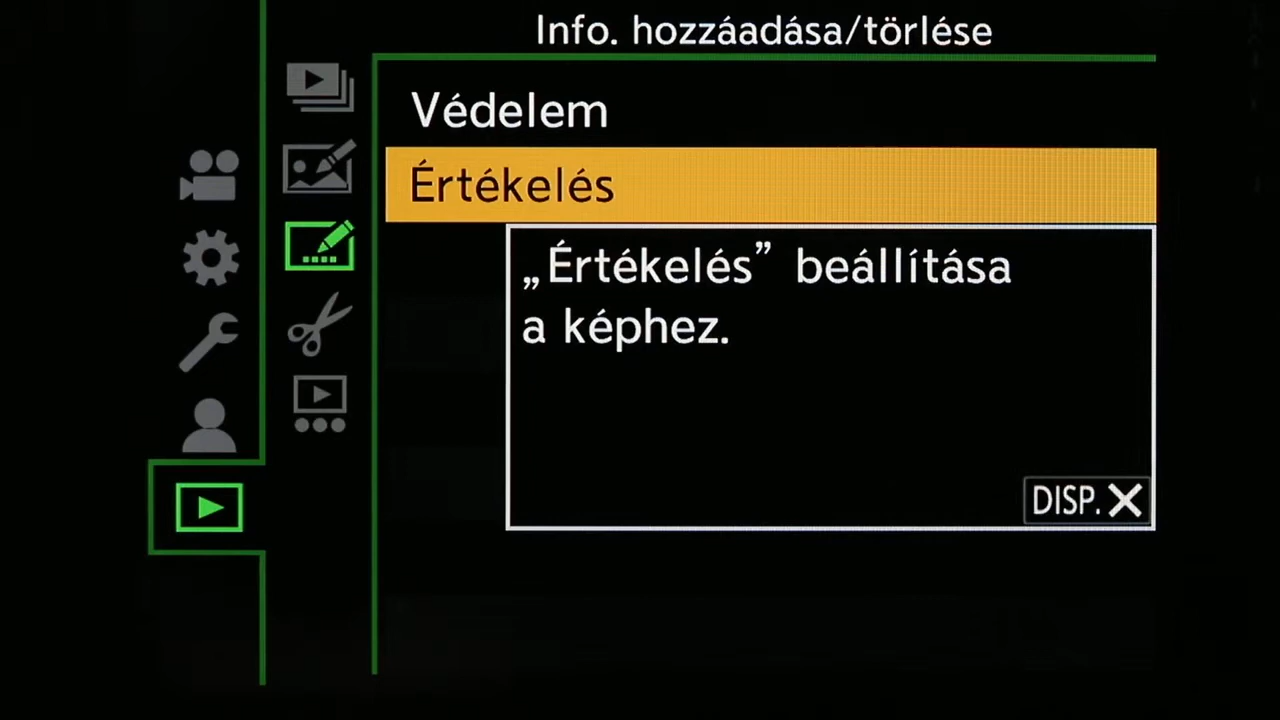 Info. hozzáadása/törlése
Védelem
Értékelés
„Értékelés” beállítása
a képhez.
DISP.